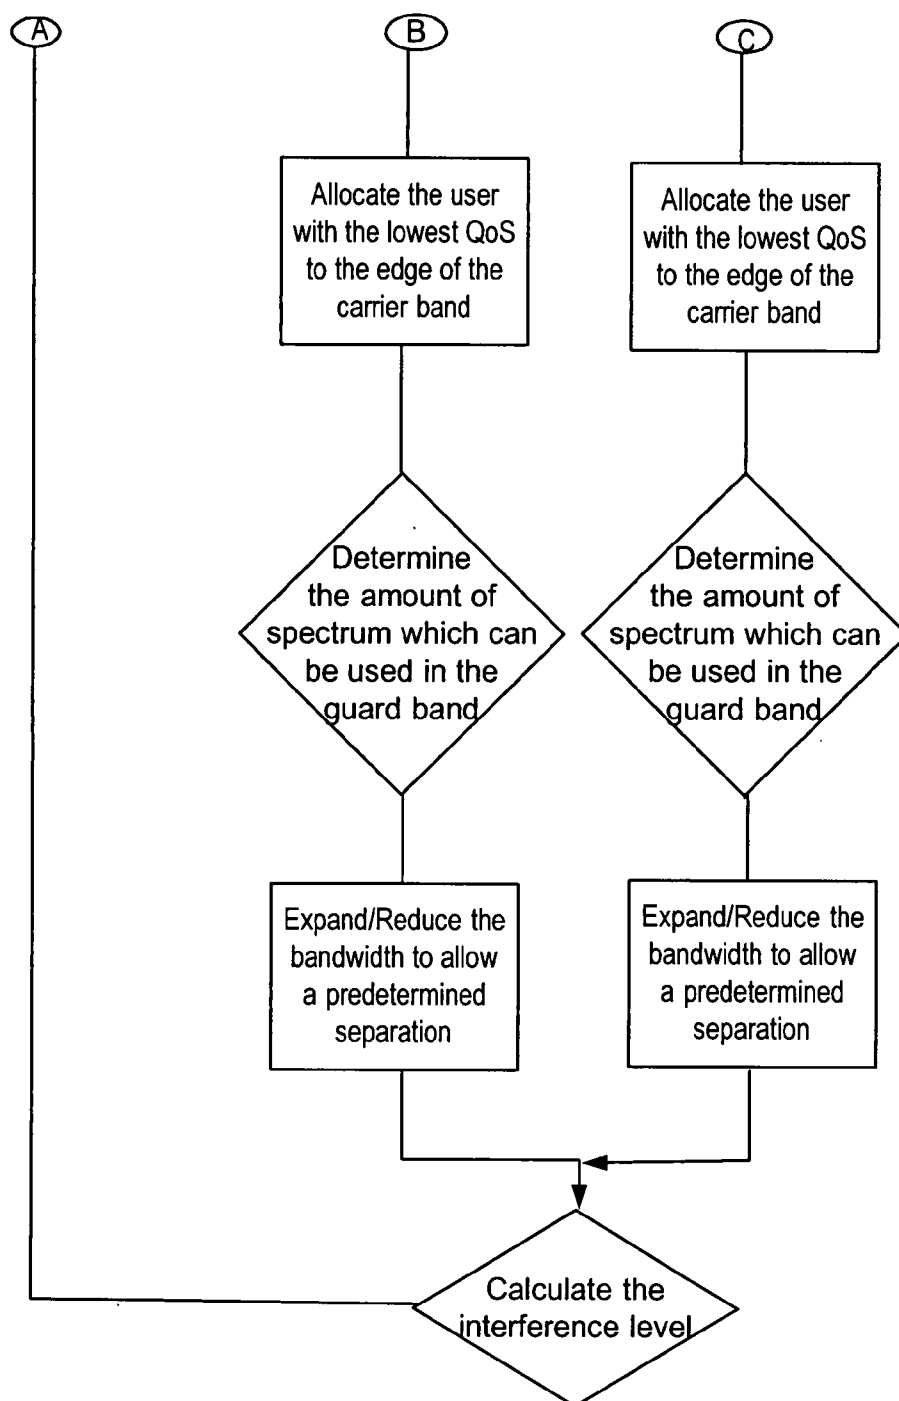 A
B
C
Allocate the user
with the lowest QoS
to the edge of the
carrier band
Allocate the user
with the lowest QoS
to the edge of the
carrier band
Determine
the amount of
spectrum which can
be used in the
guard band
Determine
the amount of
spectrum which can
be used in the
guard band
Expand/Reduce the
bandwidth to allow
a predetermined
separation
Expand/Reduce the
bandwidth to allow
a predetermined
separation
Calculate the
interference level